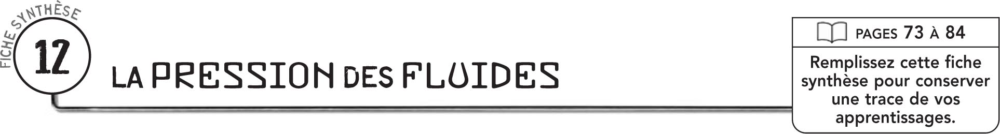 FICHE SYNTHÈSE
12
LA PRESSION DES FLUIDES
PAGES 73 À 84
Remplissez cette fiche
synthèse pour conserver
une trace de vos
apprentissages.